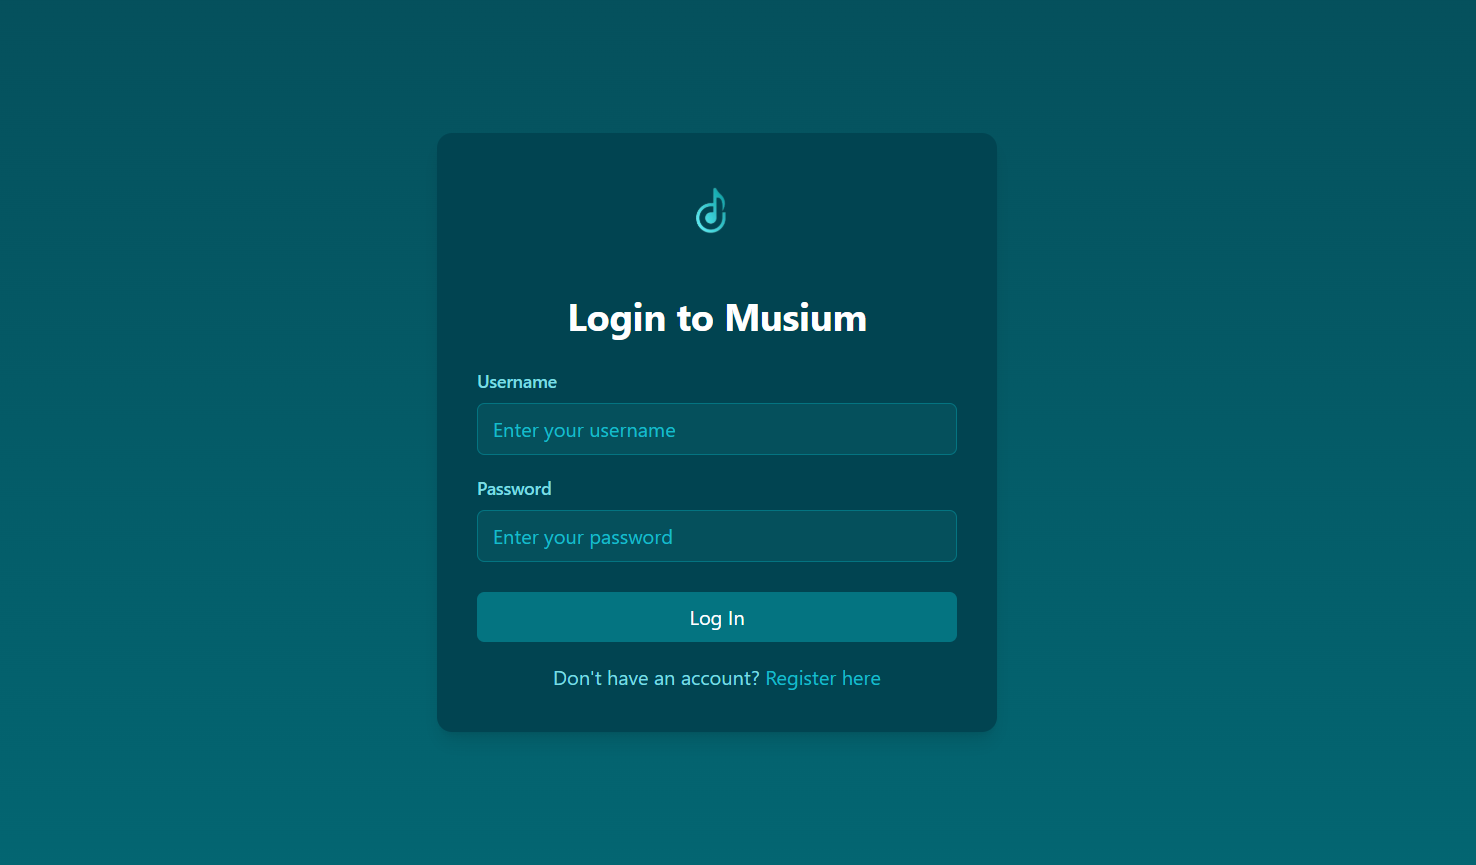 Login to Musium
Username
Enter your username
Password
Enter your password
Log In
Don't have an account? Register here